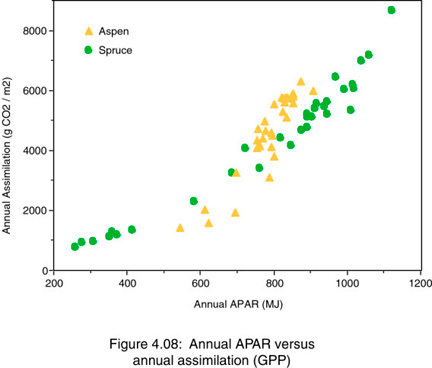 8000
6000
4000
2000
0
Annual Assimilation (g CO2 / m2)
Aspen
Spruce
200 400 600 800 1000 1200
Annual APAR (MJ)
Figure 4.08: Annual APAR versus
annual assimilation (GPP)